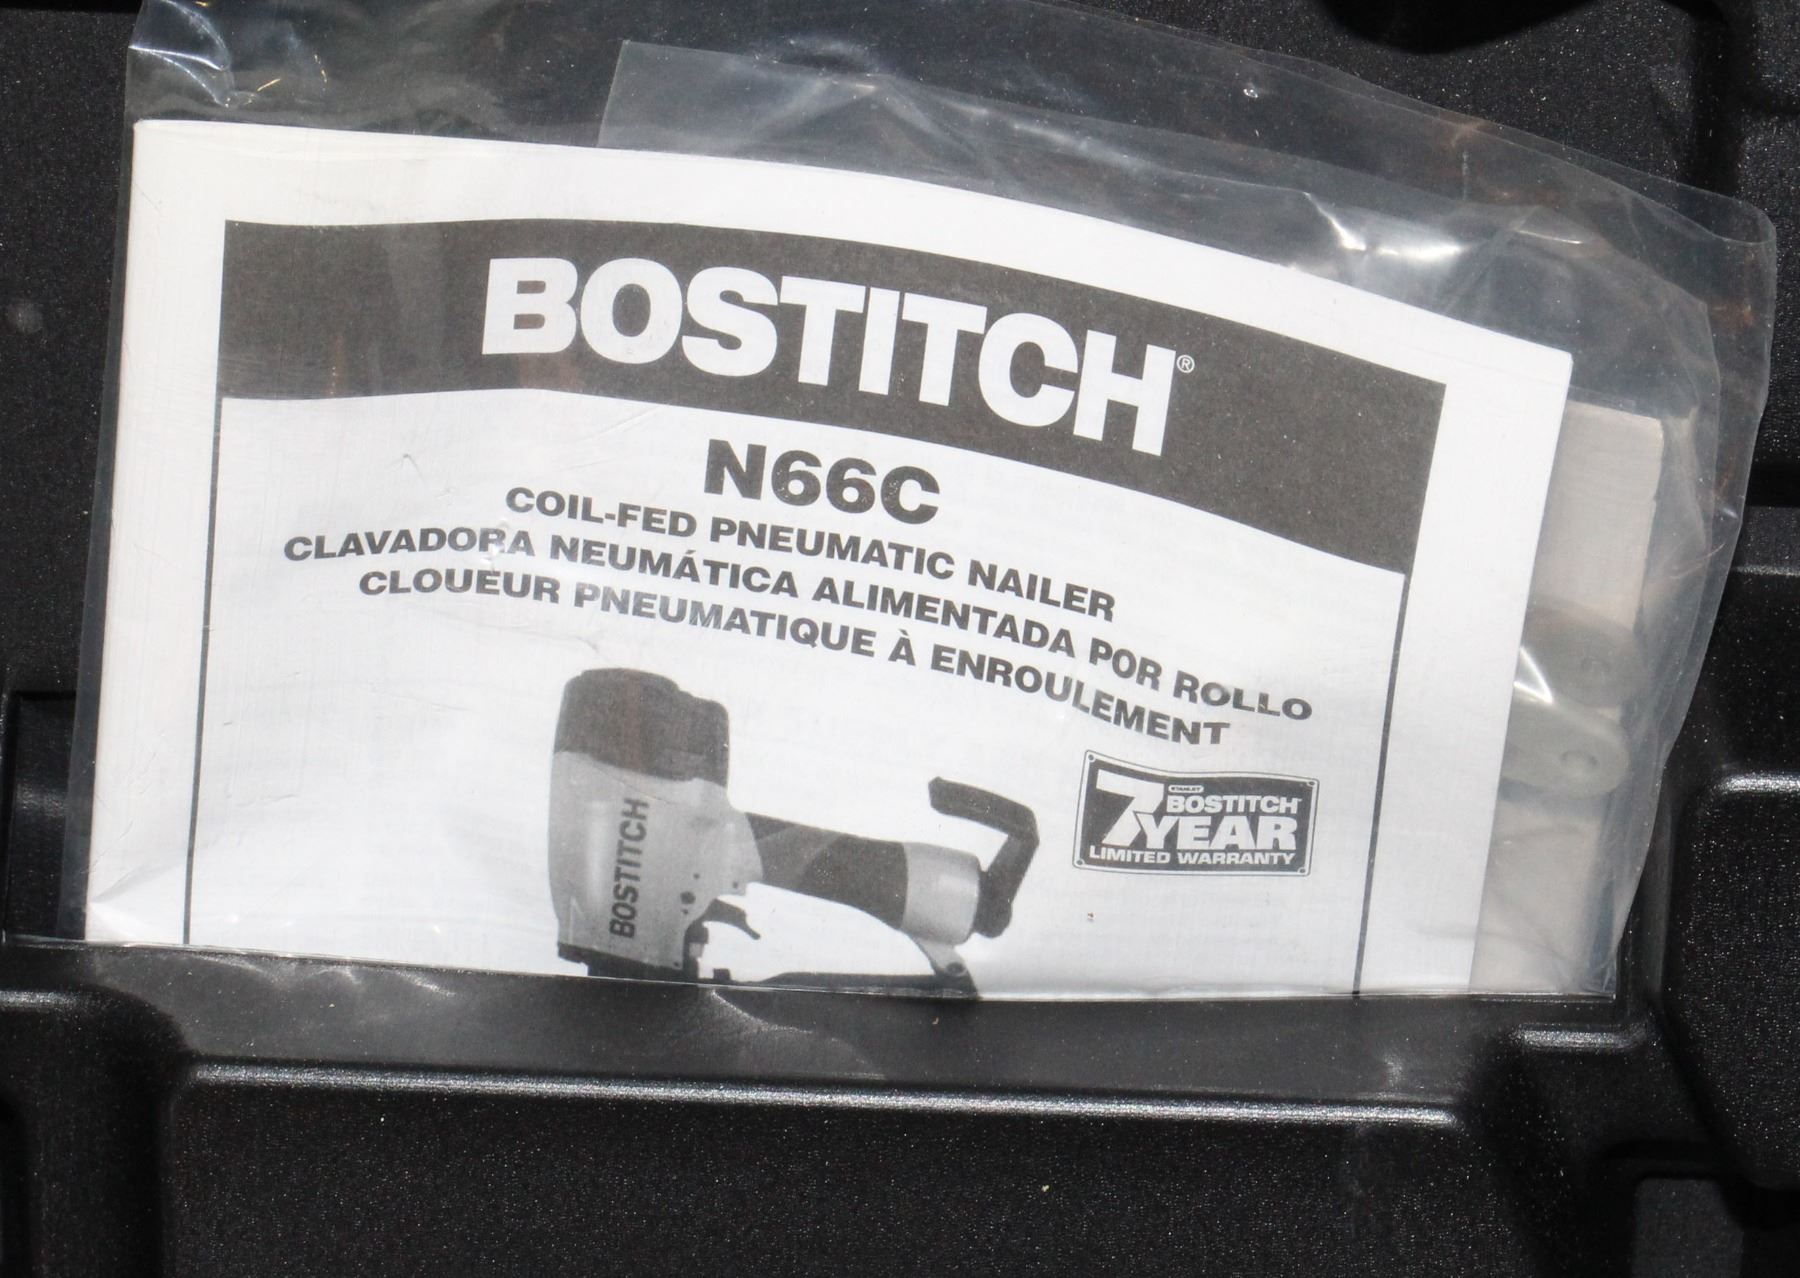 BOSTITCH®
N66C
COIL-FED PNEUMATIC NAILER
CLAVADORA NEUMÁTICA ALIMENTADA POR ROLLO
CLOUEUR PNEUMATIQUE À ENROULEMENT
BOSTITCH
STANLEY
7 BOSTITCH
YEAR
LIMITED WARRANTY